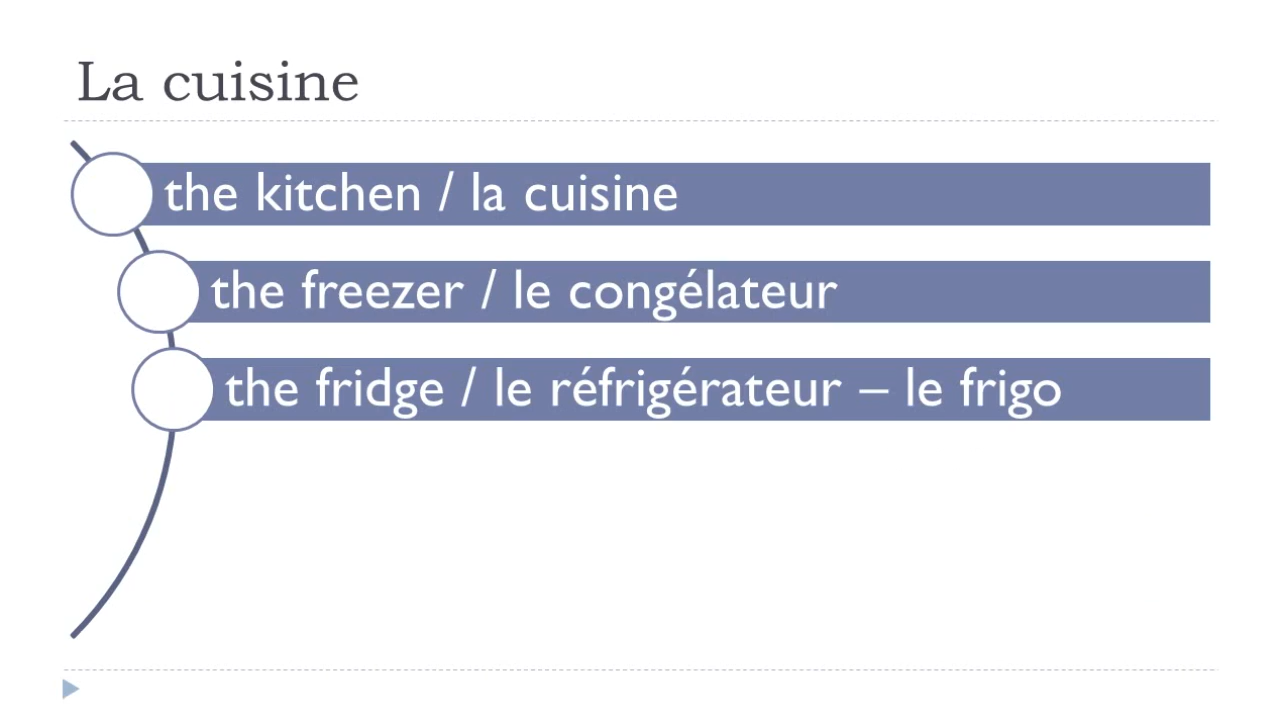 La cuisine
the kitchen / la cuisine
the freezer / le congélateur
the fridge / le réfrigérateur – le frigo